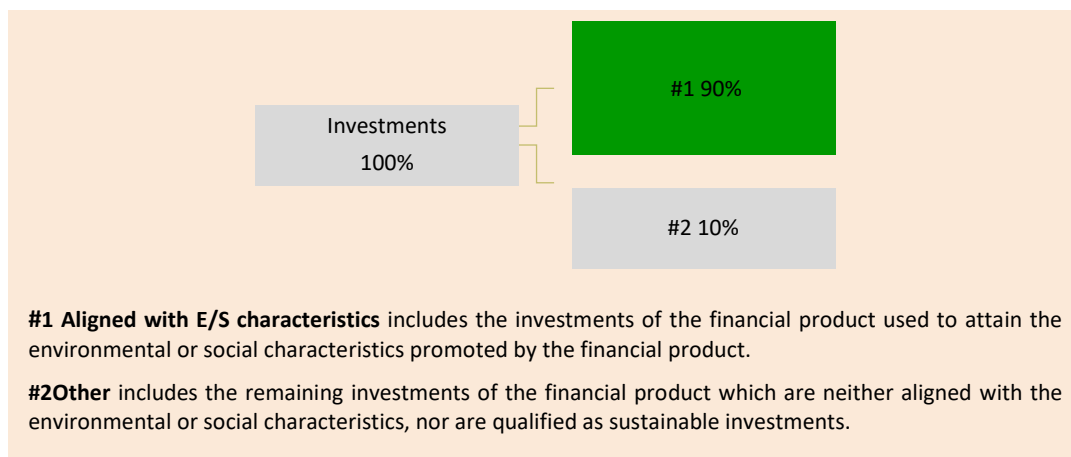 #1 90%
Investments
100%
#2 10%
#1 Aligned with E/S characteristics includes the investments of the financial product used to attain the
environmental or social characteristics promoted by the financial product.
#2Other includes the remaining investments of the financial product which are neither aligned with the
environmental or social characteristics, nor are qualified as sustainable investments.